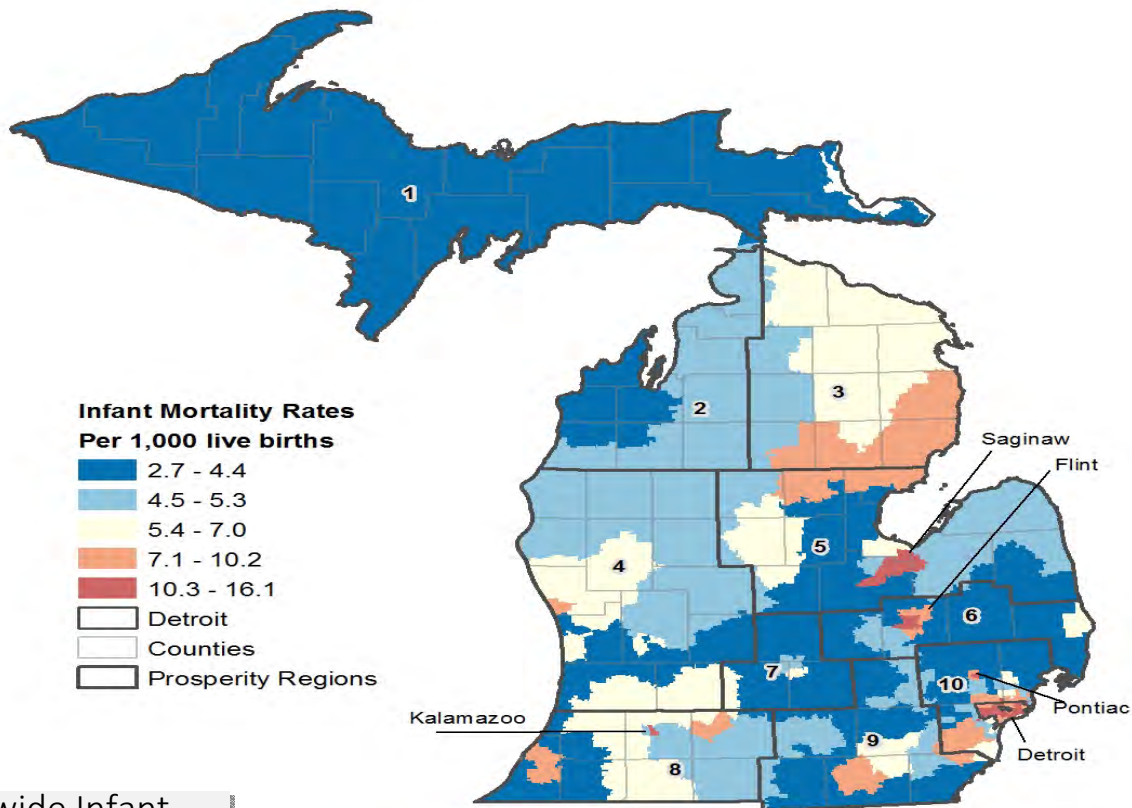 1
2
3
Infant Mortality Rates
Per 1,000 live births
2.7 - 4.4
4.5 - 5.3
5.4 - 7.0
7.1 - 10.2
10.3 - 16.1
Detroit
Counties
Prosperity Regions
Saginaw
Flint
5
4
6
7
10
Pontiac
Kalamazoo
Detroit
9
8
wide Infant